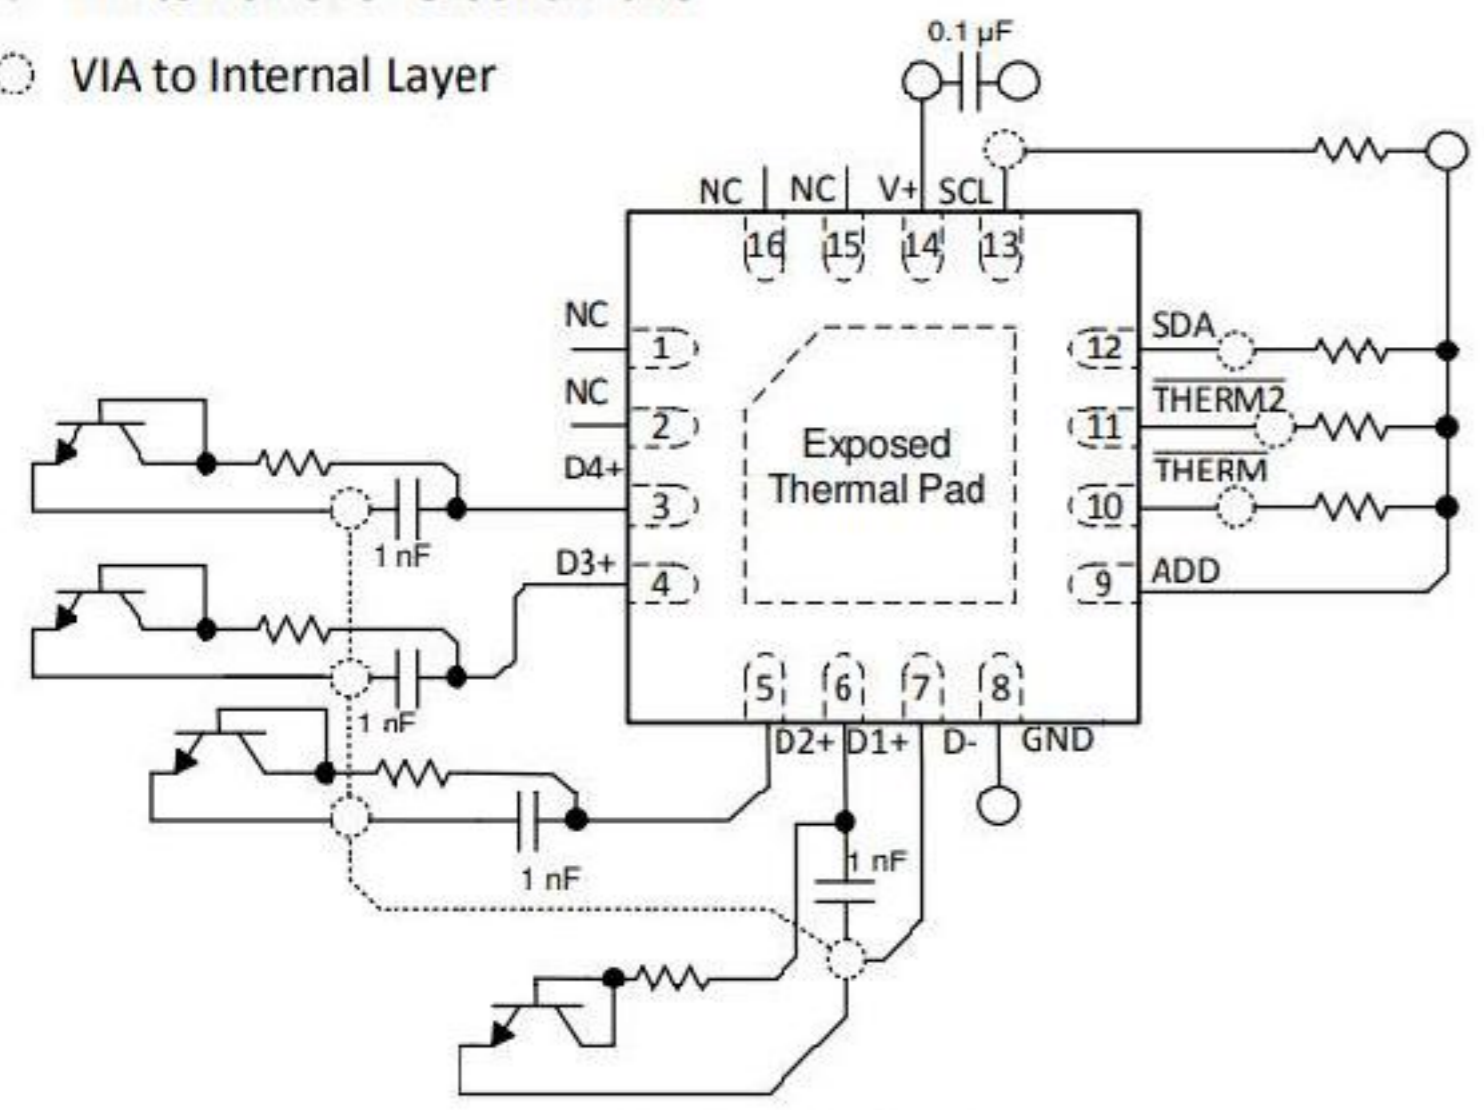 0.1 µF
VIA to Internal Layer
NC NC V+ SCL
16 15 14 13
NC
1
NC
2
D4+
3
D3+
4
Exposed
Thermal Pad
SDA
12
THERM2
11
THERM
10
ADD
9
5 6 7 8
D2+ D1+ D- GND
1 nF
1 nF
1 nF
1 nF